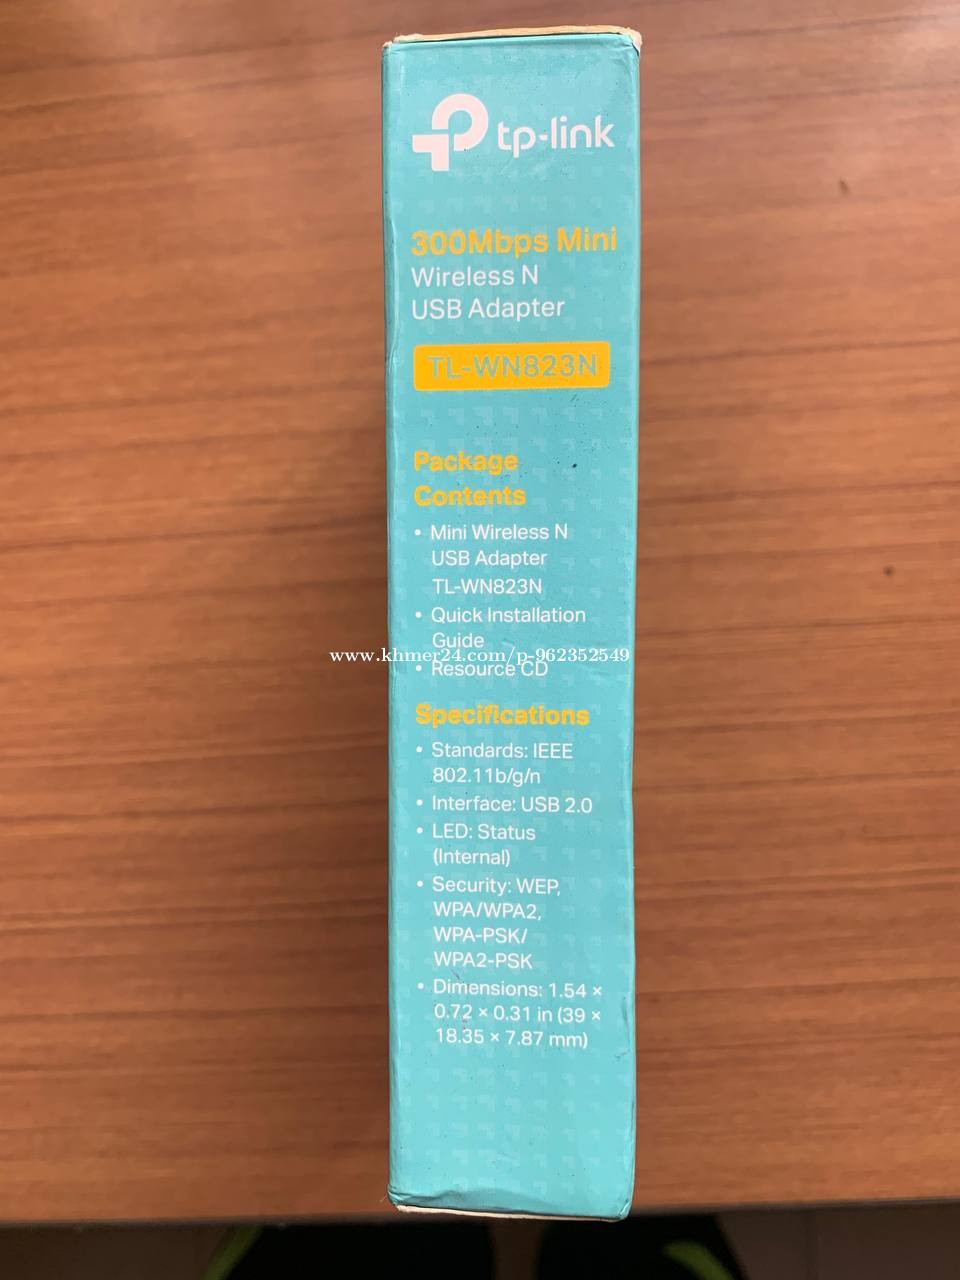 tp-link
300Mbps Mini
Wireless N
USB Adapter
TL-WN823N
Package
Contents
• Mini Wireless N
USB Adapter
TL-WN823N
• Quick Installation
Guide
www.khmer24.com/p-962352549
• Resource CD
Specifications
• Standards: IEEE
802.11b/g/n
• Interface: USB 2.0
• LED: Status
(Internal)
• Security: WEP,
WPA/WPA2,
WPA-PSK/
WPA2-PSK
• Dimensions: 1.54 ×
0.72 × 0.31 in (39 ×
18.35 × 7.87 mm)